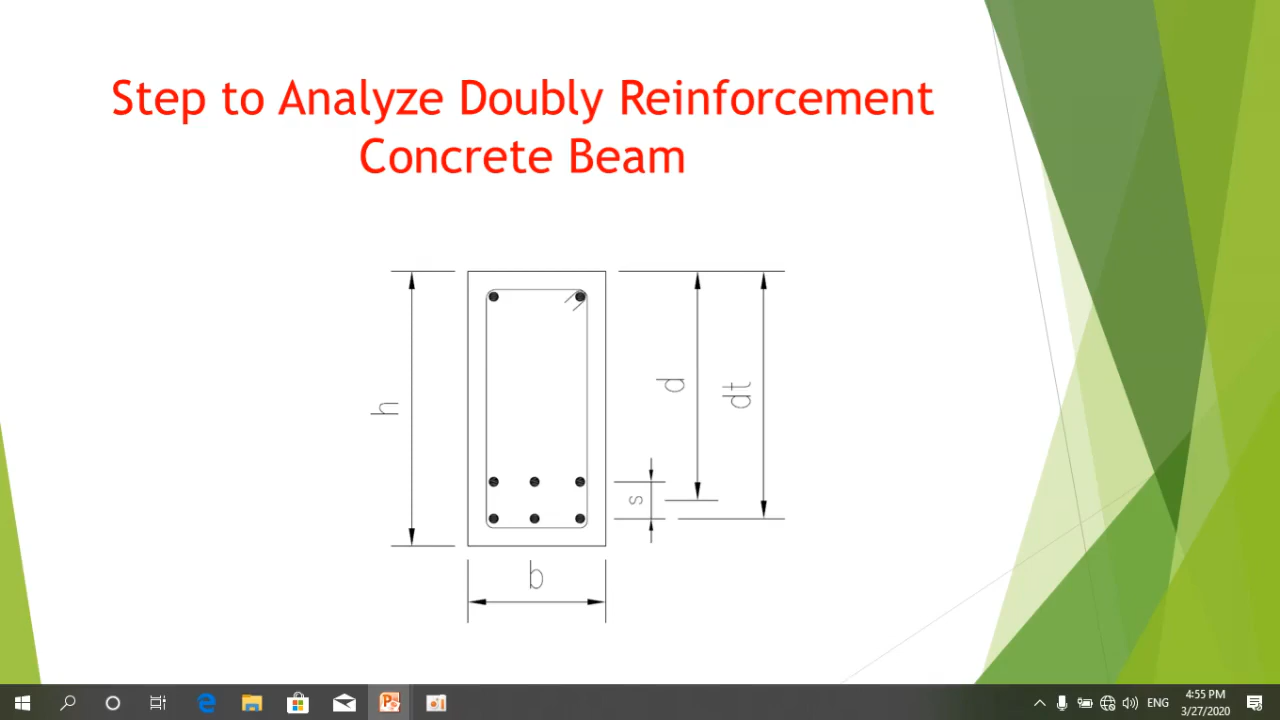 Step to Analyze Doubly Reinforcement
Concrete Beam
h
d
dt
s
b
ENG
4:55 PM
3/27/2020